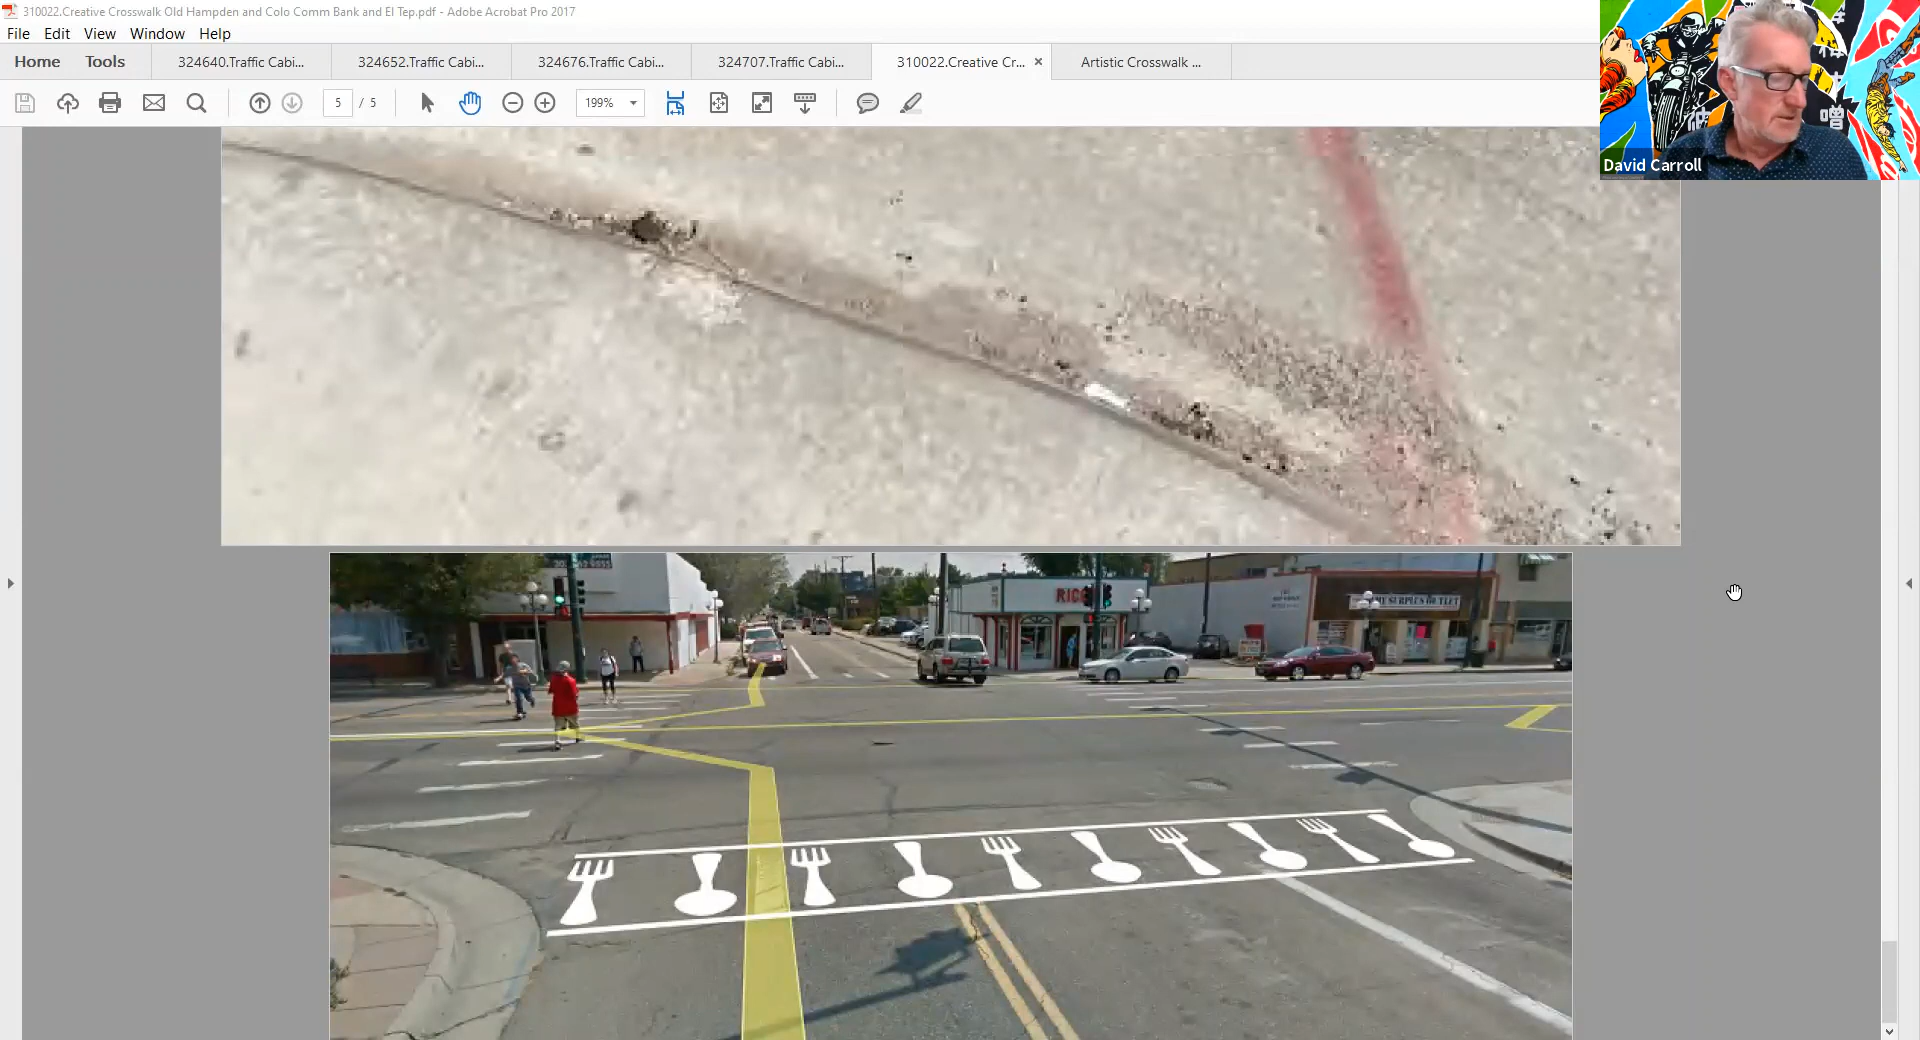 310022.Creative Crosswalk Old Hampden and Colo Comm Bank and El Tep.pdf - Adobe Acrobat Pro 2017
File Edit View Window Help
Home Tools 324640.Traffic Cabi... 324652.Traffic Cabi... 324676.Traffic Cabi... 324707.Traffic Cabi... 310022.Creative Cr... × Artistic Crosswalk ...
5 / 5 199%
David Carroll
SURPLUS OUTLET